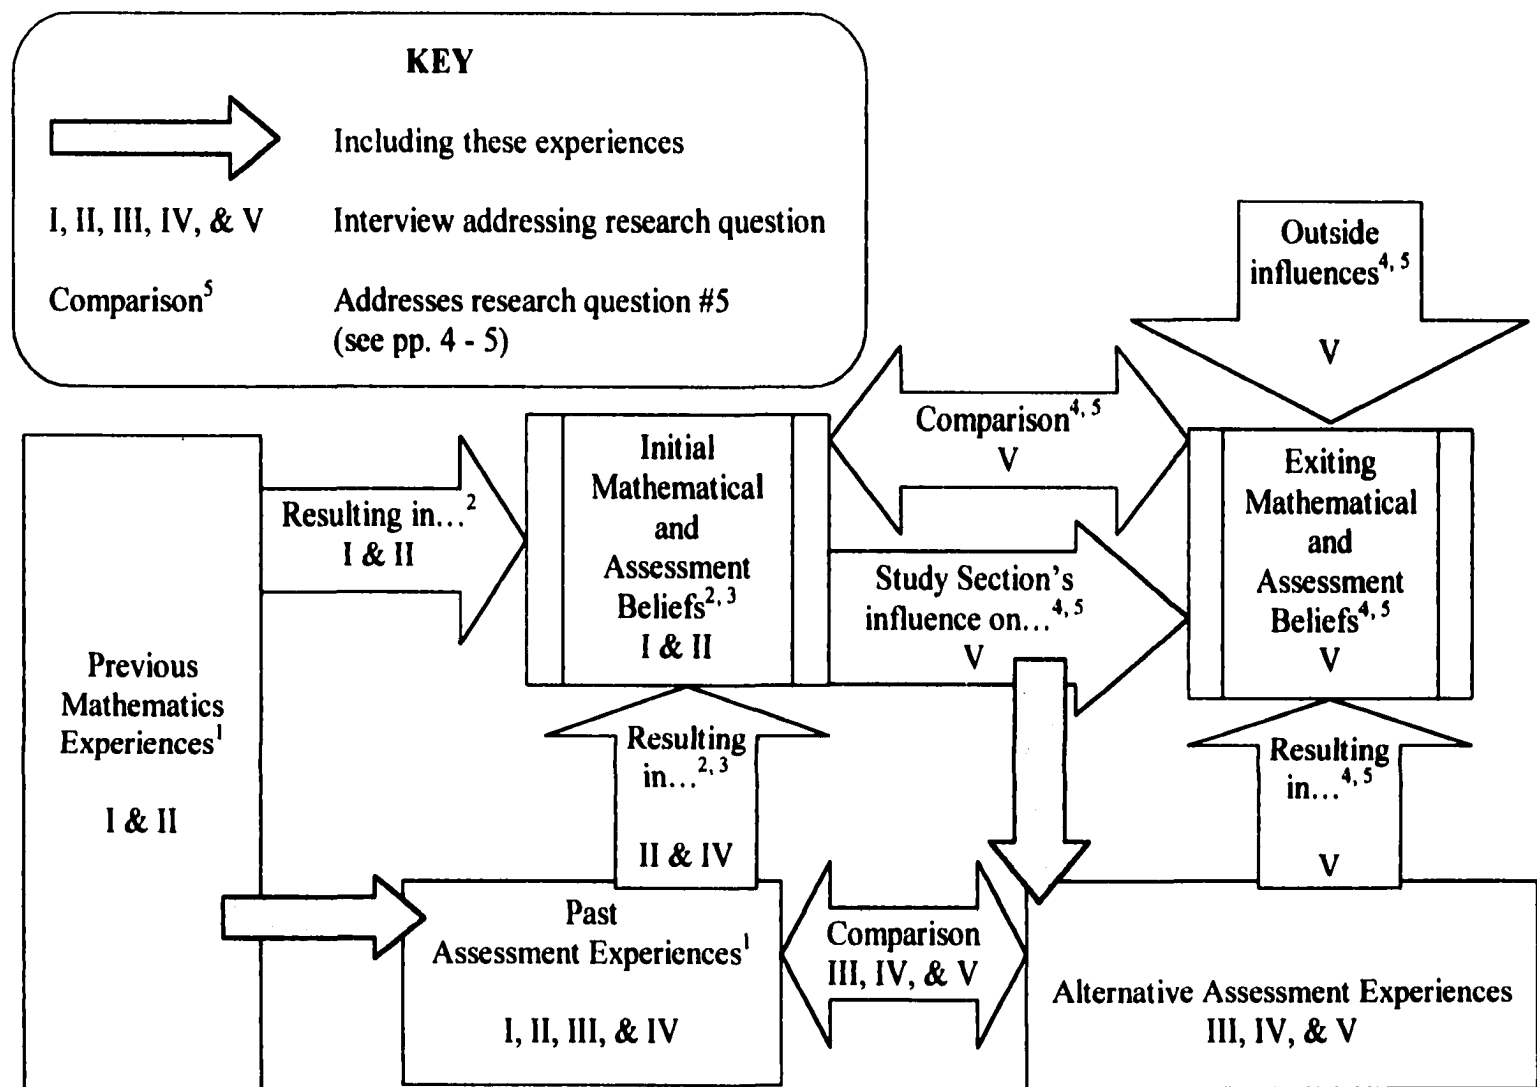 KEY
Including these experiences
I, II, III, IV, & V Interview addressing research question
Comparison⁵ Addresses research question #5
(see pp. 4 - 5)
Outside
influences⁴, ⁵
V
Comparison⁴, ⁵
V
Initial
Mathematical
and
Assessment
Beliefs², ³
I & II
Exiting
Mathematical
and
Assessment
Beliefs⁴, ⁵
V
Resulting in…²
I & II
Study Section's
influence on…⁴, ⁵
V
Previous
Mathematics
Experiences¹
I & II
Resulting
in…², ³
II & IV
Resulting
in…⁴, ⁵
V
Past
Assessment Experiences¹
I, II, III, & IV
Comparison
III, IV, & V
Alternative Assessment Experiences
III, IV, & V